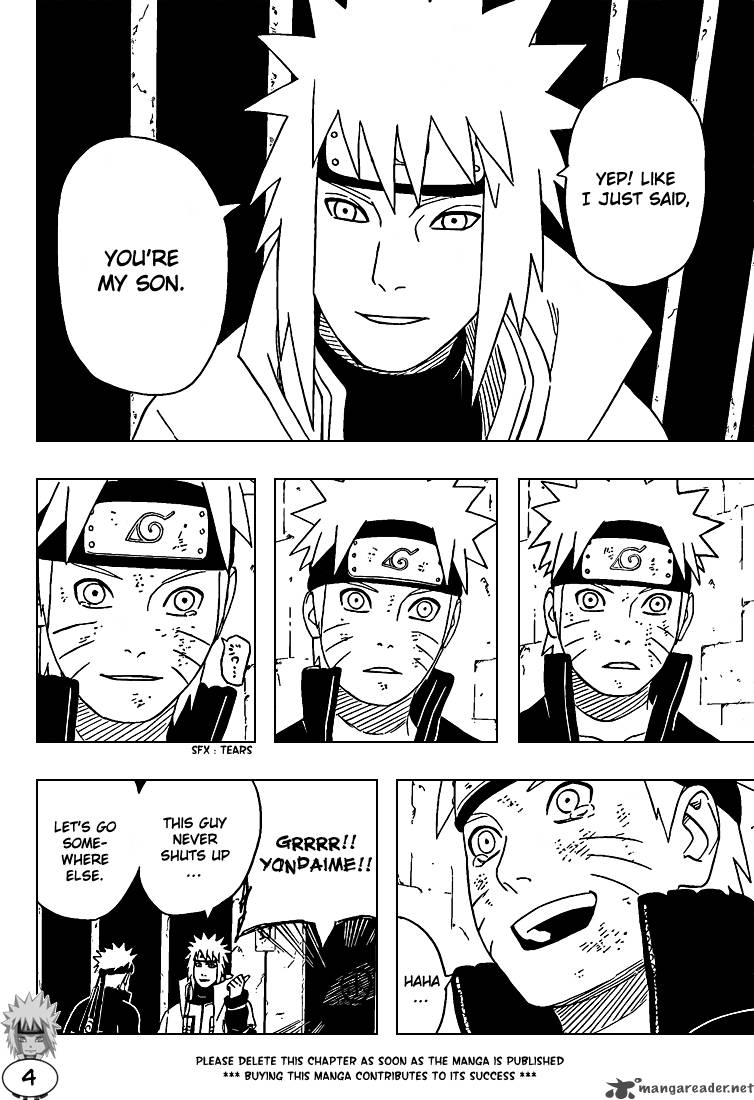 YEP! LIKE
I JUST SAID,
YOU'RE
MY SON.
SFX : TEARS
HAHA
...
GRRRR!!
YONDAIME!!
THIS GUY
NEVER
SHUTS UP
...
LET'S GO
SOME-
WHERE
ELSE.
4
PLEASE DELETE THIS CHAPTER AS SOON AS THE MANGA IS PUBLISHED
*** BUYING THIS MANGA CONTRIBUTES TO ITS SUCCESS ***
mangareader.net